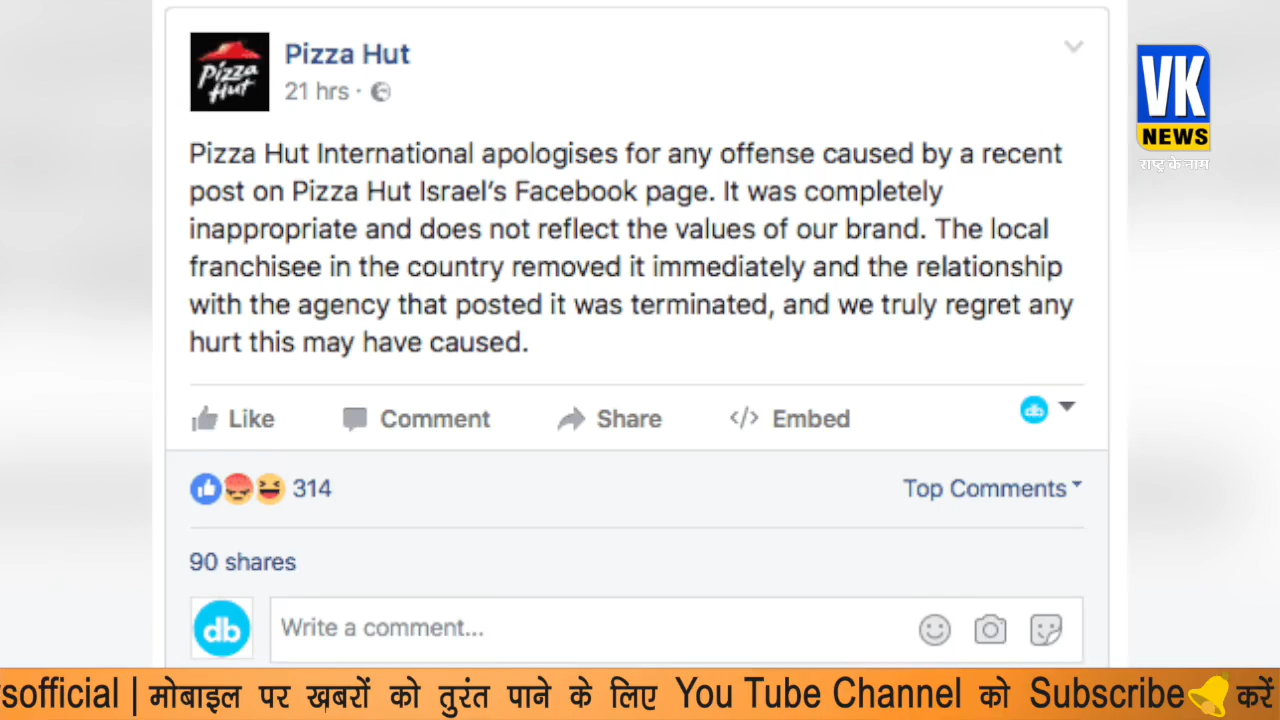 Pizza Hut
Pizza Hut
21 hrs ·
VK
NEWS
राष्ट्र के नाम
Pizza Hut International apologises for any offense caused by a recent
post on Pizza Hut Israel's Facebook page. It was completely
inappropriate and does not reflect the values of our brand. The local
franchisee in the country removed it immediately and the relationship
with the agency that posted it was terminated, and we truly regret any
hurt this may have caused.
Like Comment Share </> Embed db
314 Top Comments
90 shares
db Write a comment...
sofficial | मोबाइल पर ख़बरों को तुरंत पाने के लिए You Tube Channel को Subscribe करें